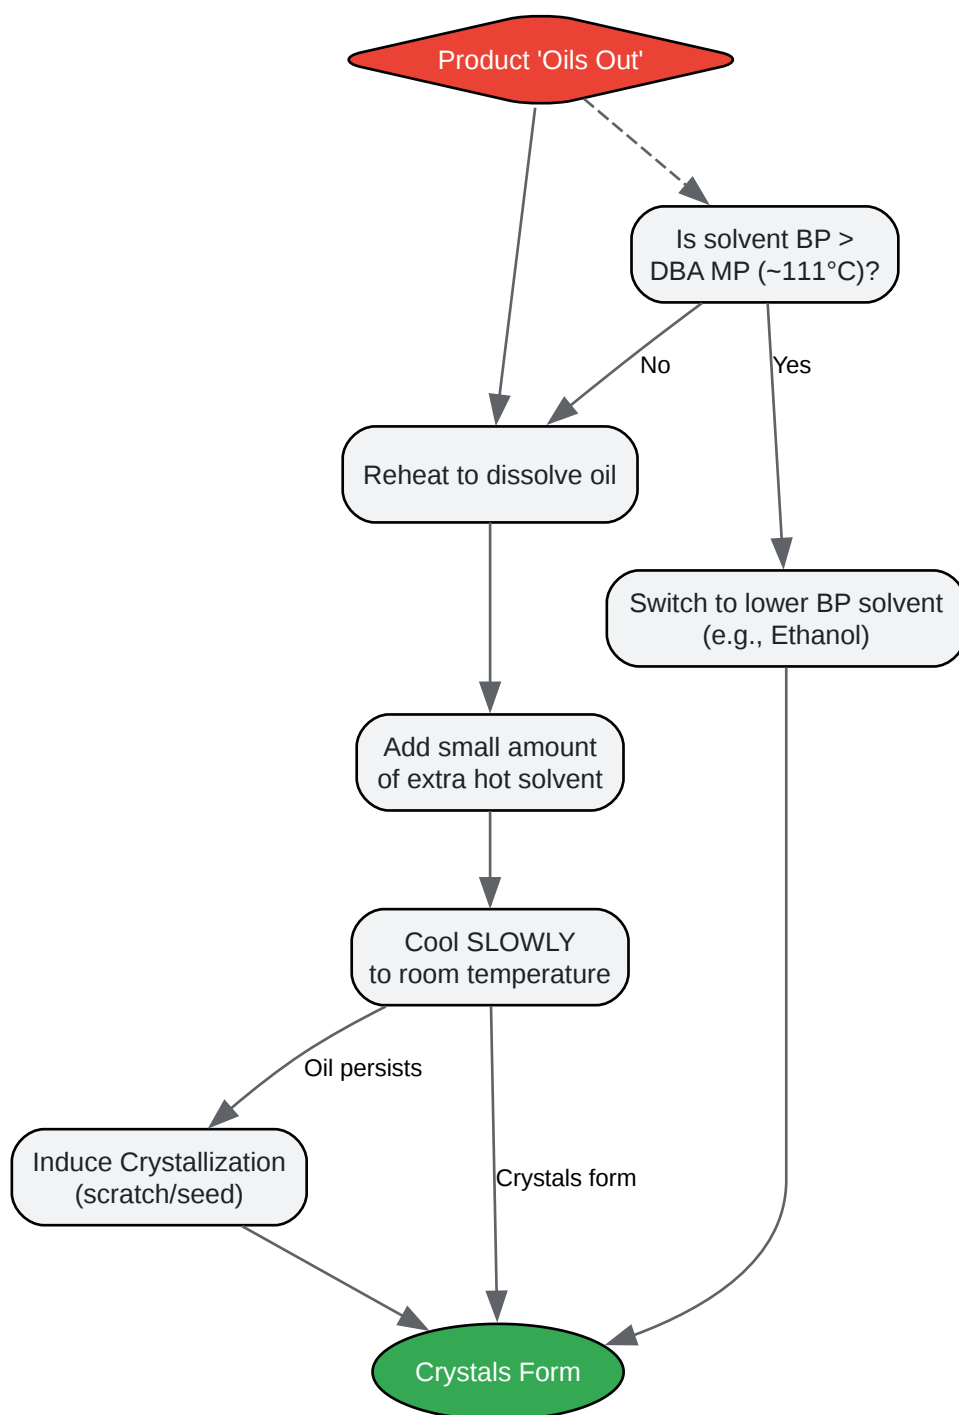 Product 'Oils Out'
Is solvent BP >
DBA MP (~111°C)?
No
Yes
Reheat to dissolve oil
Switch to lower BP solvent
(e.g., Ethanol)
Add small amount
of extra hot solvent
Cool SLOWLY
to room temperature
Oil persists
Induce Crystallization
(scratch/seed)
Crystals form
Crystals Form